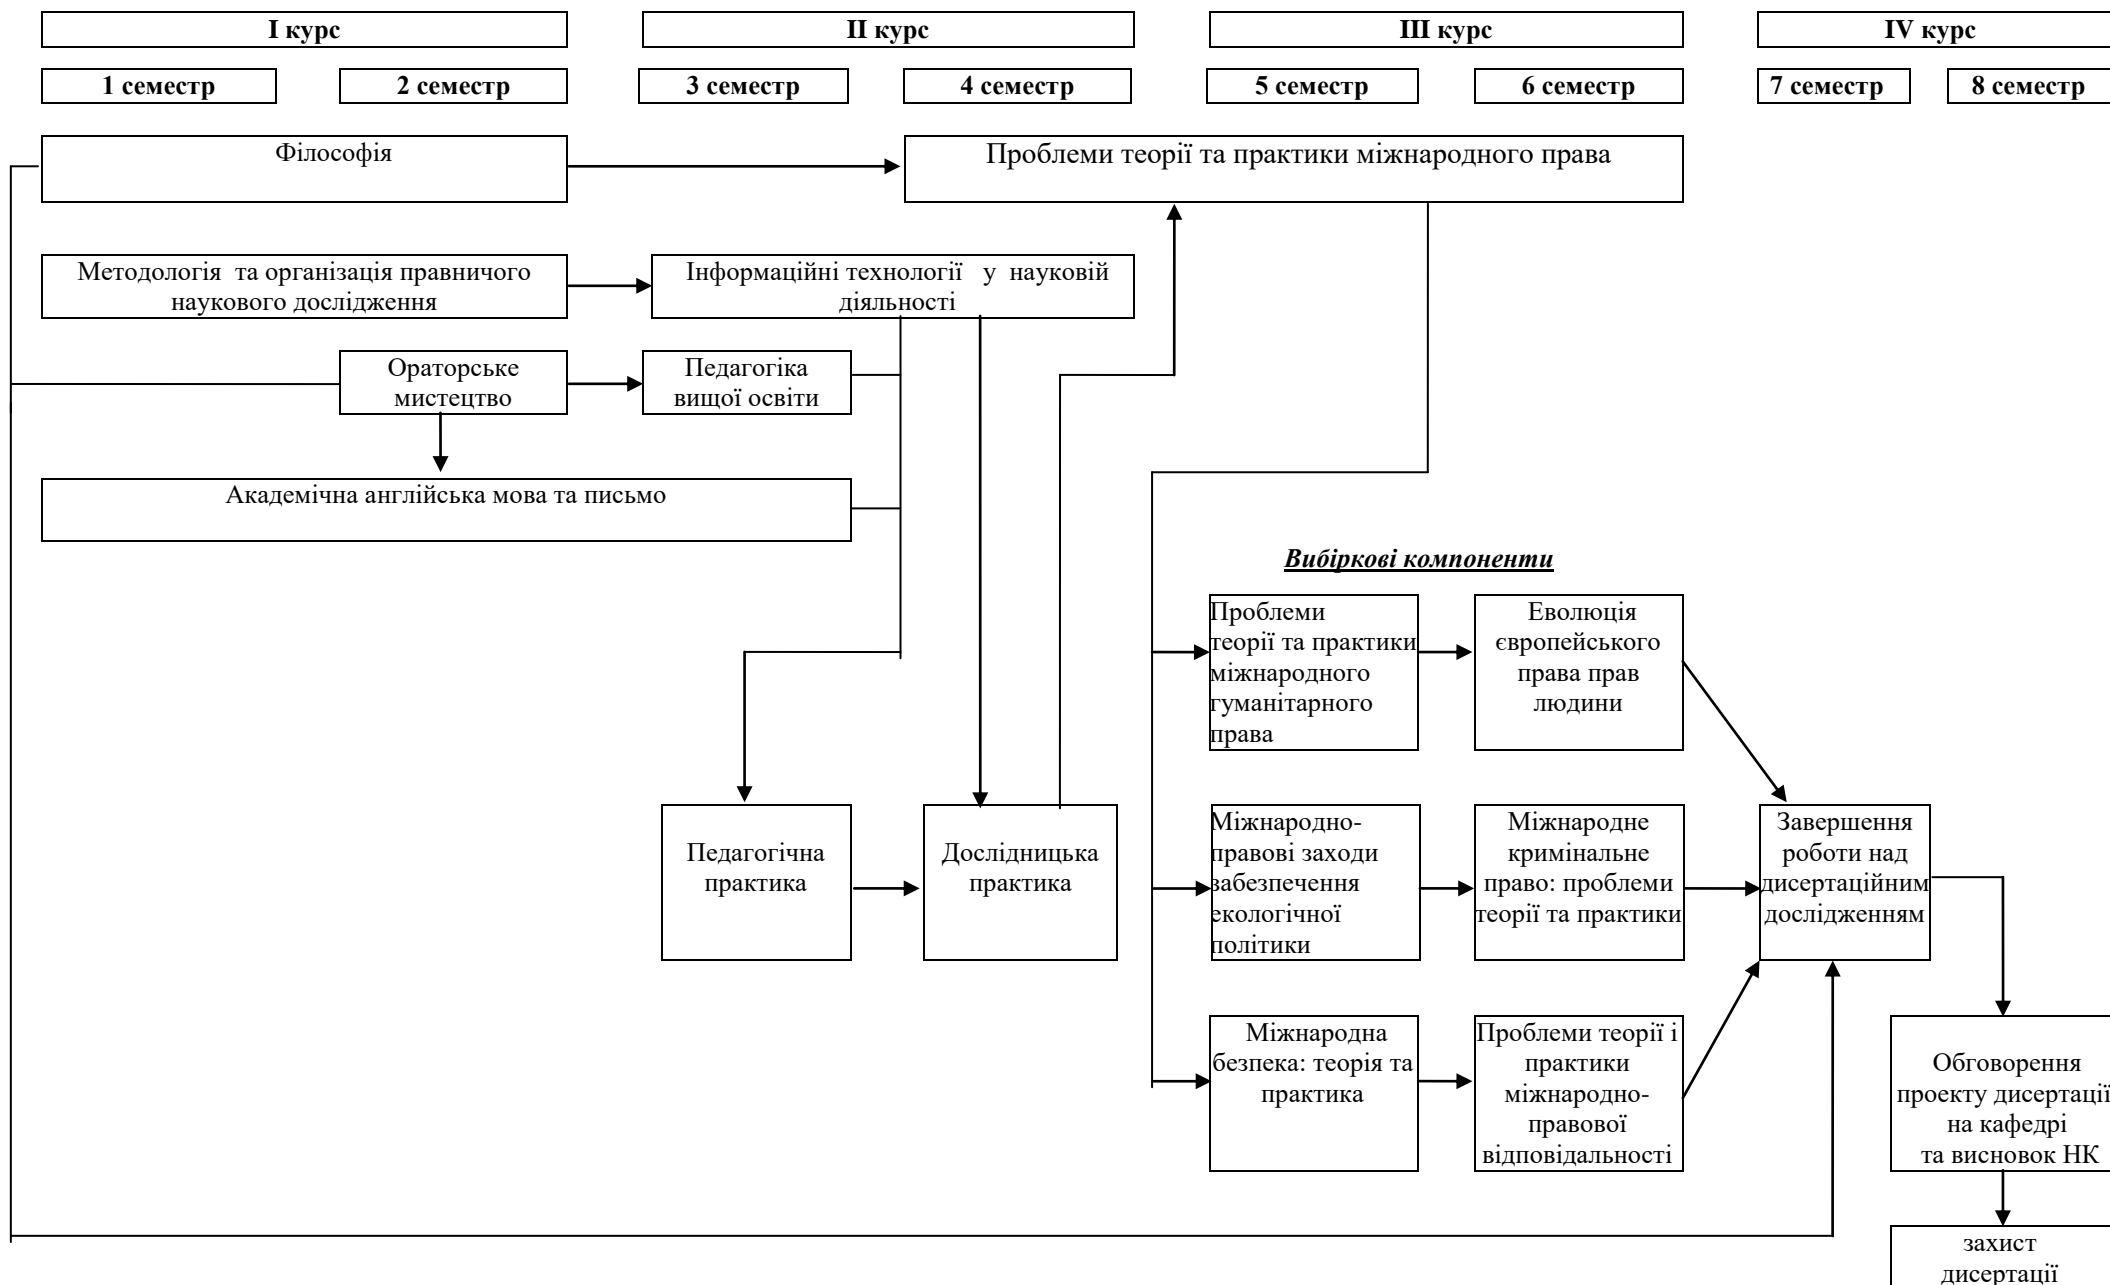 I курс
II курс
III курс
IV курс
1 семестр
2 семестр
3 семестр
4 семестр
5 семестр
6 семестр
7 семестр
8 семестр
Філософія
Проблеми теорії та практики міжнародного права
Методологія та організація правничого
наукового дослідження
Інформаційні технології у науковій
діяльності
Ораторське
мистецтво
Педагогіка
вищої освіти
Академічна англійська мова та письмо
Вибіркові компоненти
Проблеми
теорії та практики
міжнародного
гуманітарного
права
Еволюція
європейського
права прав
людини
Педагогічна
практика
Дослідницька
практика
Міжнародно-
правові заходи
забезпечення
екологічної
політики
Міжнародне
кримінальне
право: проблеми
теорії та практики
Завершення
роботи над
дисертаційним
дослідженням
Міжнародна
безпека: теорія та
практика
Проблеми теорії і
практики
міжнародно-
правової
відповідальності
Обговорення
проекту дисертації
на кафедрі
та висновок НК
захист
дисертації